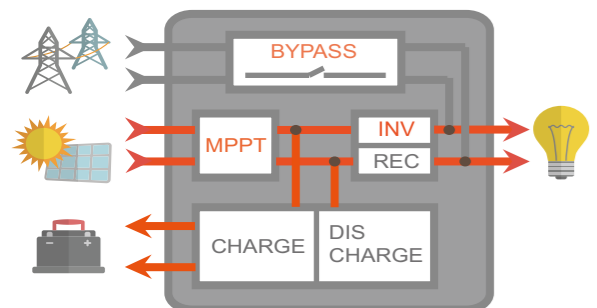 BYPASS
MPPT
INV
REC
CHARGE
DIS
CHARGE